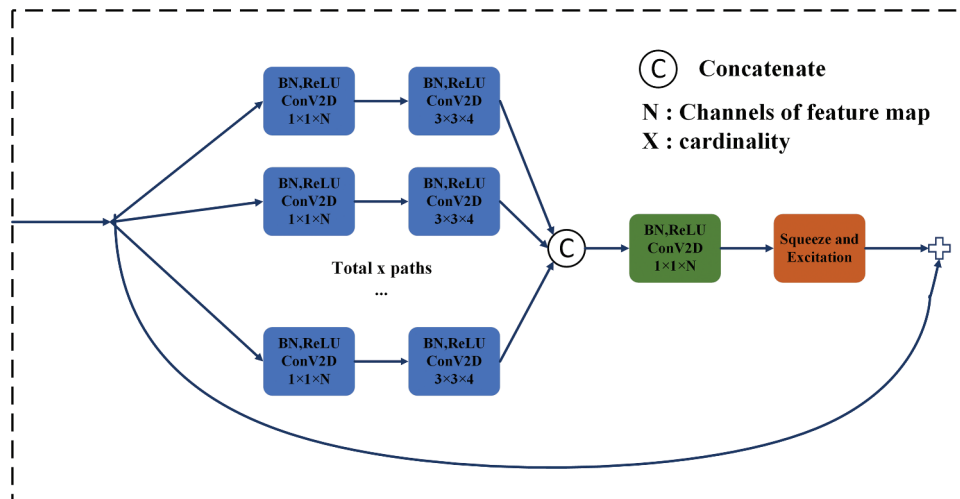 BN,ReLU
ConV2D
1×1×N
BN,ReLU
ConV2D
3×3×4
C Concatenate
N : Channels of feature map
X : cardinality
BN,ReLU
ConV2D
1×1×N
BN,ReLU
ConV2D
3×3×4
C
BN,ReLU
ConV2D
1×1×N
Squeeze and
Excitation
Total x paths
...
BN,ReLU
ConV2D
1×1×N
BN,ReLU
ConV2D
3×3×4